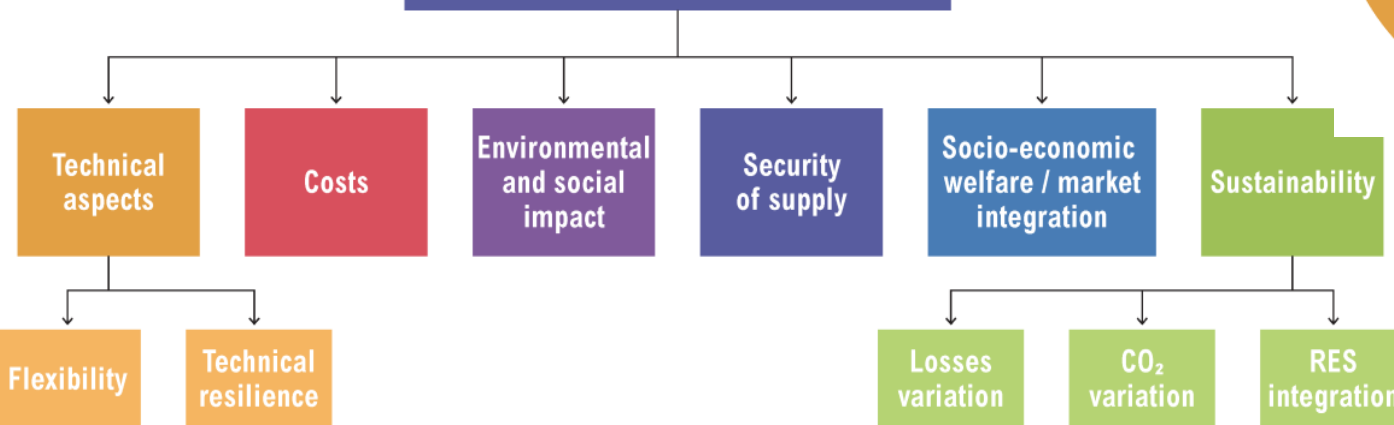 Technical
aspects
Costs
Environmental
and social
impact
Security
of supply
Socio-economic
welfare / market
integration
Sustainability
Flexibility
Technical
resilience
Losses
variation
CO₂
variation
RES
integration